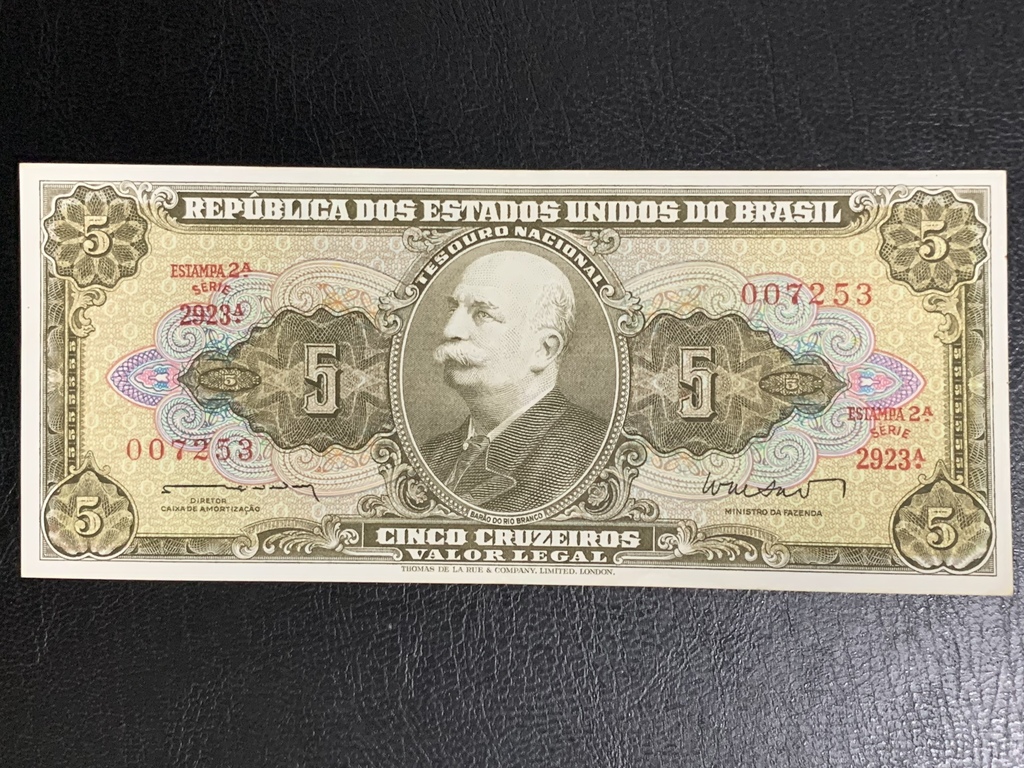 5
REPÚBLICA DOS ESTADOS UNIDOS DO BRASIL
5
TESOURO NACIONAL
ESTAMPA 2ª
SÉRIE
2923ª
007253
5
5
5
5
007253
ESTAMPA 2ª
SÉRIE
2923ª
DIRETOR
CAIXA DE AMORTIZAÇÃO
BARÃO DO RIO BRANCO
MINISTRO DA FAZENDA
5
CINCO CRUZEIROS
VALOR LEGAL
5
THOMAS DE LA RUE & COMPANY, LIMITED, LONDON.